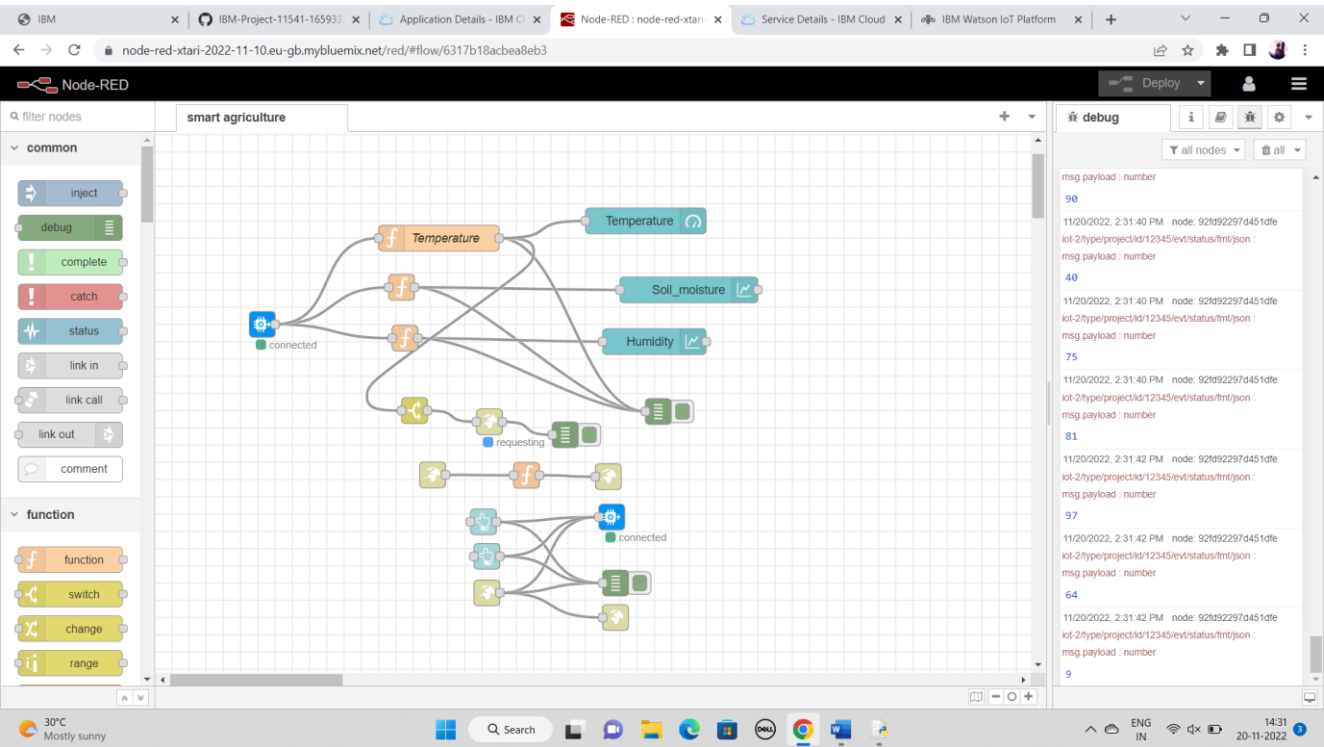 IBM
IBM-Project-11541-165933
Application Details - IBM Cl
Node-RED : node-red-xtari-
Service Details - IBM Cloud
IBM Watson IoT Platform
node-red-xtari-2022-11-10.eu-gb.mybluemix.net/red/#flow/6317b18acbea8eb3
Node-RED
Deploy
filter nodes
common
inject
debug
complete
catch
status
link in
link call
link out
comment
function
function
switch
change
range
smart agriculture
Temperature
Temperature
Soil_moisture
Humidity
connected
requesting
connected
debug
all nodes
all
msg.payload : number
90
11/20/2022, 2:31:40 PM node: 92fd92297d451dfe
iot-2/type/project/id/12345/evt/status/fmt/json :
msg.payload : number
40
11/20/2022, 2:31:40 PM node: 92fd92297d451dfe
iot-2/type/project/id/12345/evt/status/fmt/json :
msg.payload : number
75
11/20/2022, 2:31:40 PM node: 92fd92297d451dfe
iot-2/type/project/id/12345/evt/status/fmt/json :
msg.payload : number
81
11/20/2022, 2:31:42 PM node: 92fd92297d451dfe
iot-2/type/project/id/12345/evt/status/fmt/json :
msg.payload : number
97
11/20/2022, 2:31:42 PM node: 92fd92297d451dfe
iot-2/type/project/id/12345/evt/status/fmt/json :
msg.payload : number
64
11/20/2022, 2:31:42 PM node: 92fd92297d451dfe
iot-2/type/project/id/12345/evt/status/fmt/json :
msg.payload : number
9
30°C
Mostly sunny
Search
DELL
ENG
IN
14:31
20-11-2022
3